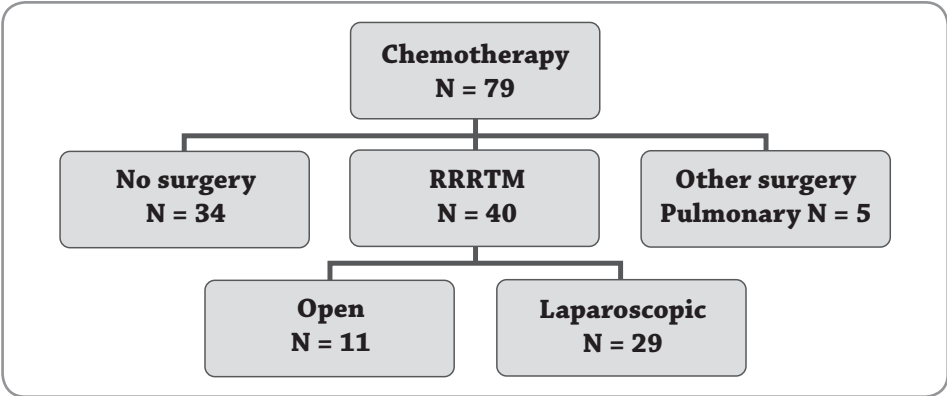 Chemotherapy
N = 79
No surgery
N = 34
RRRTM
N = 40
Other surgery
Pulmonary N = 5
Open
N = 11
Laparoscopic
N = 29